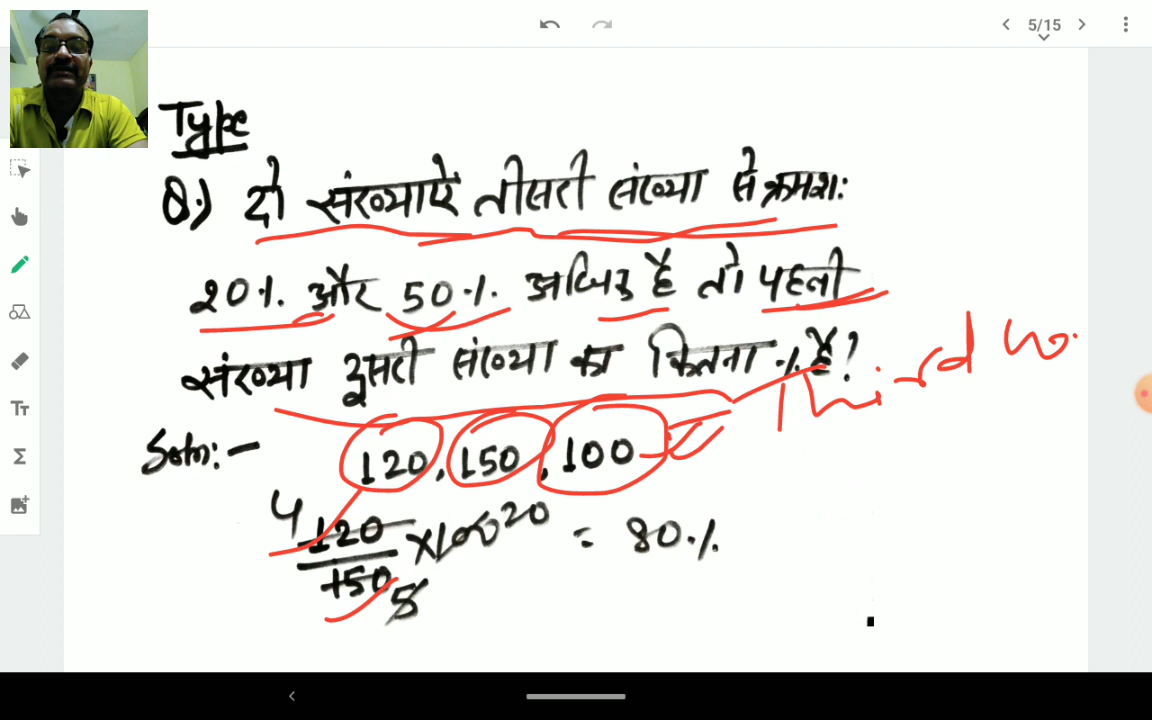 5/15
Type
Q.) दो संख्याऐं तीसरी संख्या से क्रमश:
20% और 50% अधिक है तो पहली
संख्या दूसरी संख्या का कितना % है?
Third no.
Soln:- 120, 150, 100
4 120/150 5 ×100 20 = 80%
Tт
Σ